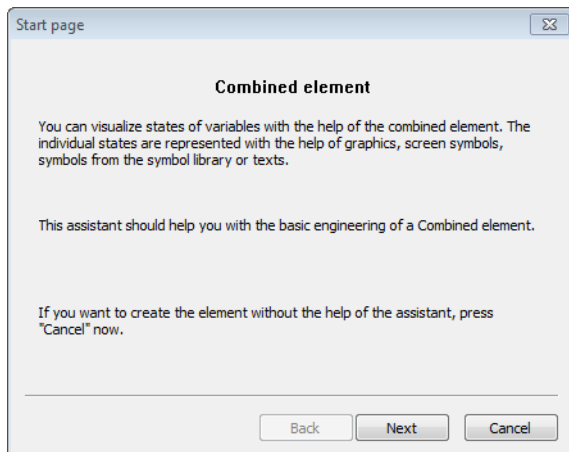 Start page
Combined element
You can visualize states of variables with the help of the combined element. The
individual states are represented with the help of graphics, screen symbols,
symbols from the symbol library or texts.
This assistant should help you with the basic engineering of a Combined element.
If you want to create the element without the help of the assistant, press
"Cancel" now.
Back Next Cancel